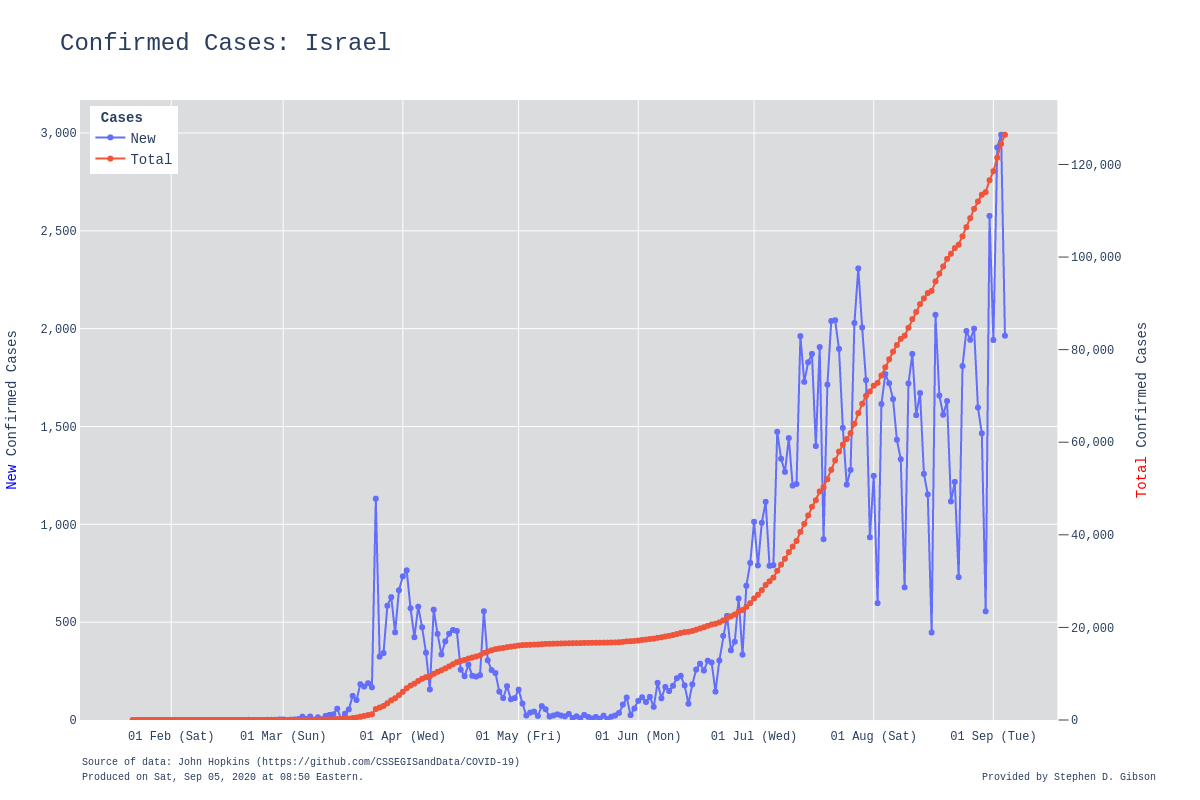 Confirmed Cases: Israel
Cases
New
Total
3,000
2,500
2,000
1,500
1,000
500
0
New Confirmed Cases
120,000
100,000
80,000
60,000
40,000
20,000
0
Total Confirmed Cases
01 Feb (Sat) 01 Mar (Sun) 01 Apr (Wed) 01 May (Fri) 01 Jun (Mon) 01 Jul (Wed) 01 Aug (Sat) 01 Sep (Tue)
Source of data: John Hopkins (https://github.com/CSSEGISandData/COVID-19)
Produced on Sat, Sep 05, 2020 at 08:50 Eastern.
Provided by Stephen D. Gibson